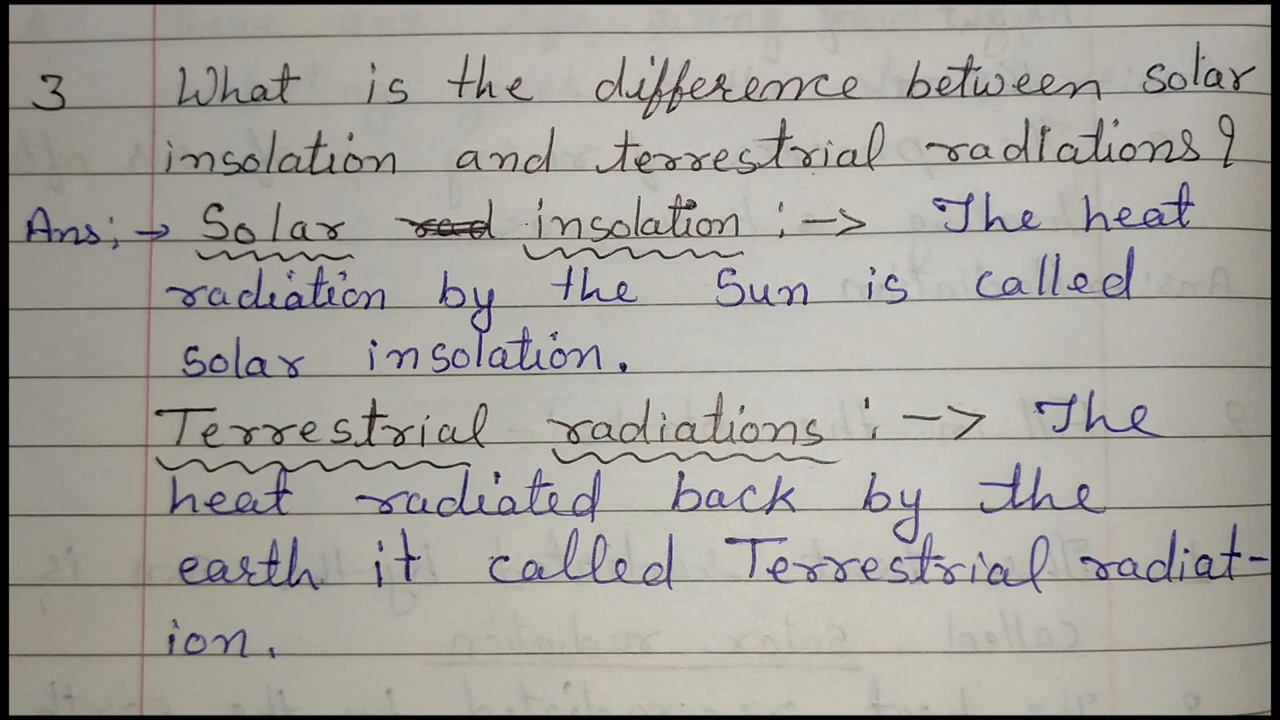 3 What is the difference between solar
insolation and terrestrial radiations?
Ans:→ Solar insolation :-> The heat
radiation by the Sun is called
solar insolation.
Terrestrial radiations :-> The
heat radiated back by the
earth it called Terrestrial radiat-
ion.